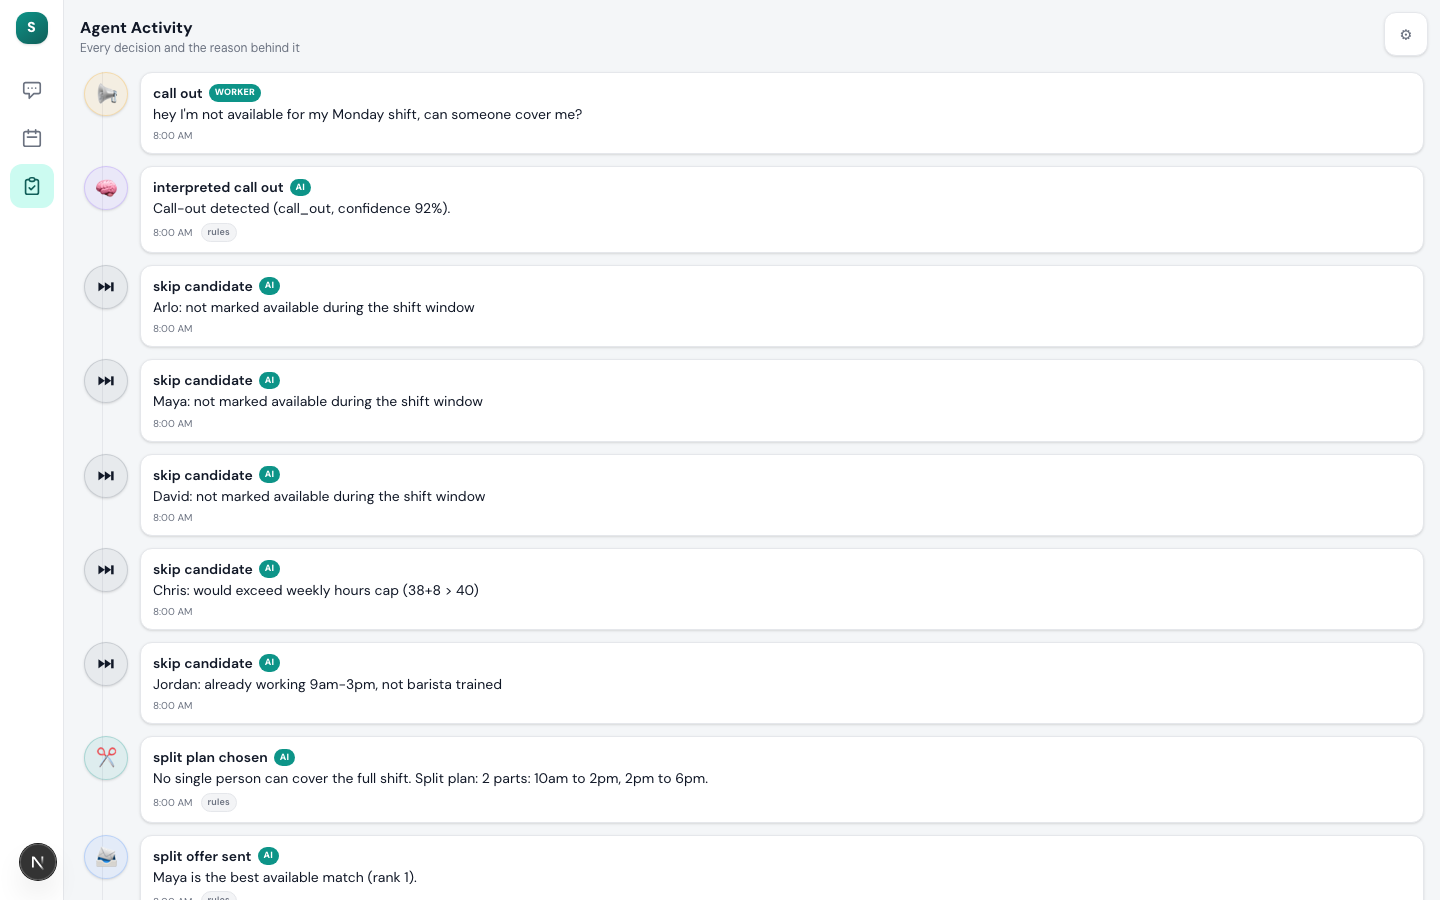 S
Agent Activity
Every decision and the reason behind it
call out WORKER
hey I'm not available for my Monday shift, can someone cover me?
8:00 AM
interpreted call out AI
Call-out detected (call_out, confidence 92%).
8:00 AM rules
skip candidate AI
Arlo: not marked available during the shift window
8:00 AM
skip candidate AI
Maya: not marked available during the shift window
8:00 AM
skip candidate AI
David: not marked available during the shift window
8:00 AM
skip candidate AI
Chris: would exceed weekly hours cap (38+8 > 40)
8:00 AM
skip candidate AI
Jordan: already working 9am-3pm, not barista trained
8:00 AM
split plan chosen AI
No single person can cover the full shift. Split plan: 2 parts: 10am to 2pm, 2pm to 6pm.
8:00 AM rules
N
split offer sent AI
Maya is the best available match (rank 1).
8:00 AM rules